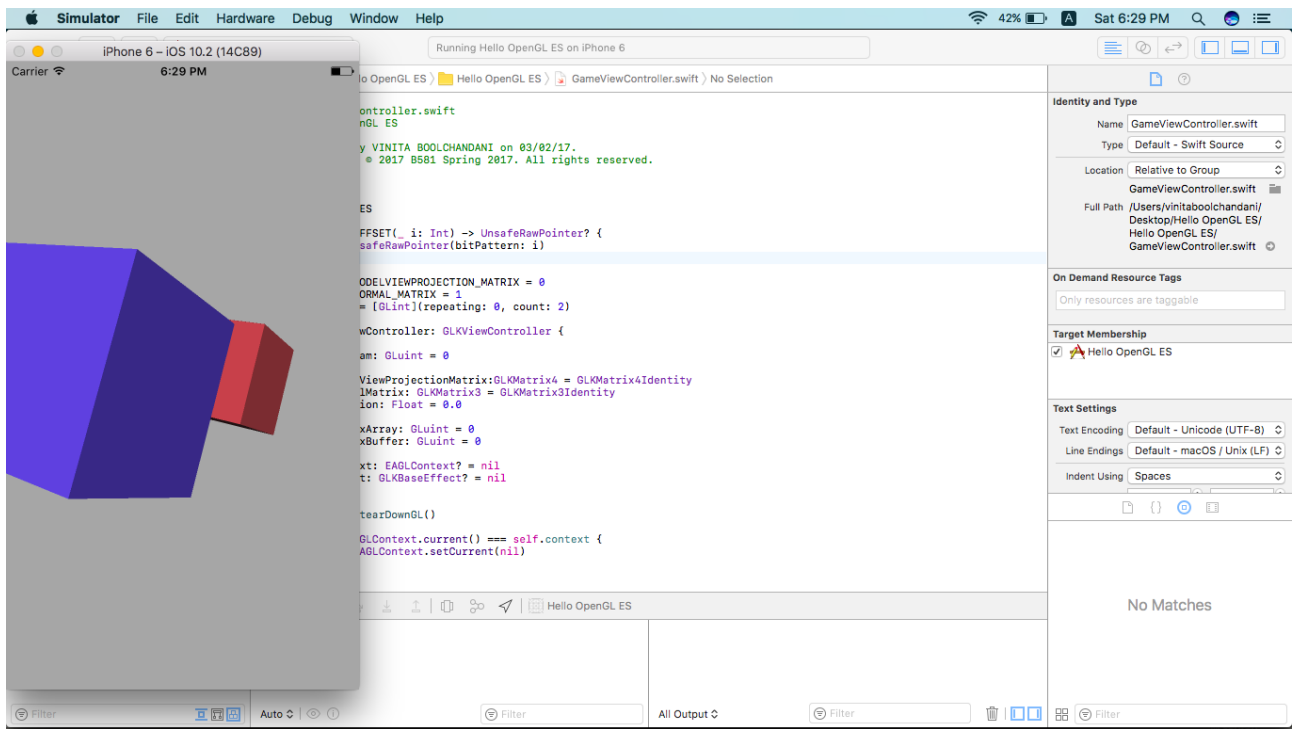 Simulator File Edit Hardware Debug Window Help 42% A Sat 6:29 PM
iPhone 6 – iOS 10.2 (14C89)
Running Hello OpenGL ES on iPhone 6
Carrier 6:29 PM
lo OpenGL ES 〉 Hello OpenGL ES 〉 GameViewController.swift 〉 No Selection
ontroller.swift
nGL ES
y VINITA BOOLCHANDANI on 03/02/17.
© 2017 B581 Spring 2017. All rights reserved.
ES
FFSET(_ i: Int) -> UnsafeRawPointer? {
safeRawPointer(bitPattern: i)
ODELVIEWPROJECTION_MATRIX = 0
ORMAL_MATRIX = 1
= [GLint](repeating: 0, count: 2)
wController: GLKViewController {
am: GLuint = 0
ViewProjectionMatrix:GLKMatrix4 = GLKMatrix4Identity
lMatrix: GLKMatrix3 = GLKMatrix3Identity
ion: Float = 0.0
xArray: GLuint = 0
xBuffer: GLuint = 0
xt: EAGLContext? = nil
t: GLKBaseEffect? = nil
tearDownGL()
GLContext.current() === self.context {
AGLContext.setCurrent(nil)
Hello OpenGL ES
Filter
Auto
Filter
All Output
Filter
Identity and Type
Name GameViewController.swift
Type Default - Swift Source
Location Relative to Group
GameViewController.swift
Full Path /Users/vinitaboolchandani/
Desktop/Hello OpenGL ES/
Hello OpenGL ES/
GameViewController.swift
On Demand Resource Tags
Only resources are taggable
Target Membership
Hello OpenGL ES
Text Settings
Text Encoding Default - Unicode (UTF-8)
Line Endings Default - macOS / Unix (LF)
Indent Using Spaces
{}
No Matches
Filter